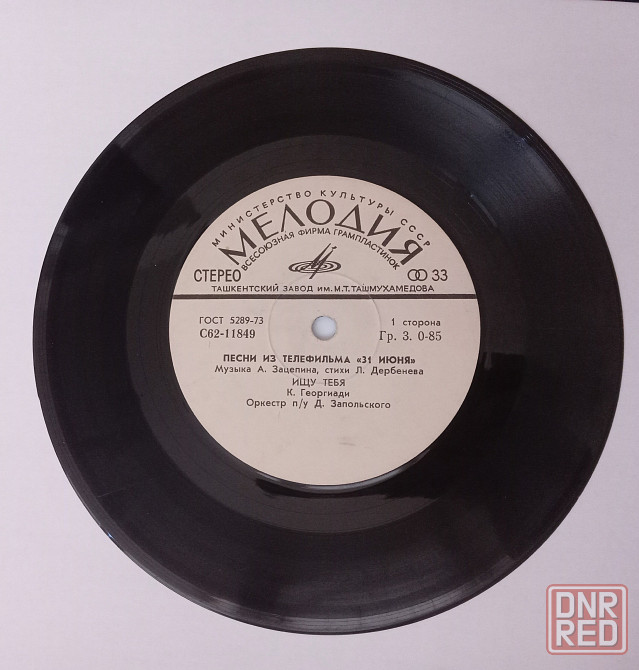 МИНИСТЕРСТВО КУЛЬТУРЫ СССР
МЕЛОДИЯ
ВСЕСОЮЗНАЯ ФИРМА ГРАМПЛАСТИНОК
СТЕРЕО 33
ТАШКЕНТСКИЙ ЗАВОД ИМ. М.Т.ТАШМУХАМЕДОВА
ГОСТ 5289-73 1 сторона
С62-11849 Гр. 3. 0-85
ПЕСНИ ИЗ ТЕЛЕФИЛЬМА «31 ИЮНЯ»
Музыка А. Зацепина, стихи Л. Дербенева
ИЩУ ТЕБЯ
К. Георгиади
Оркестр п/у Д. Запольского
DNR
RED